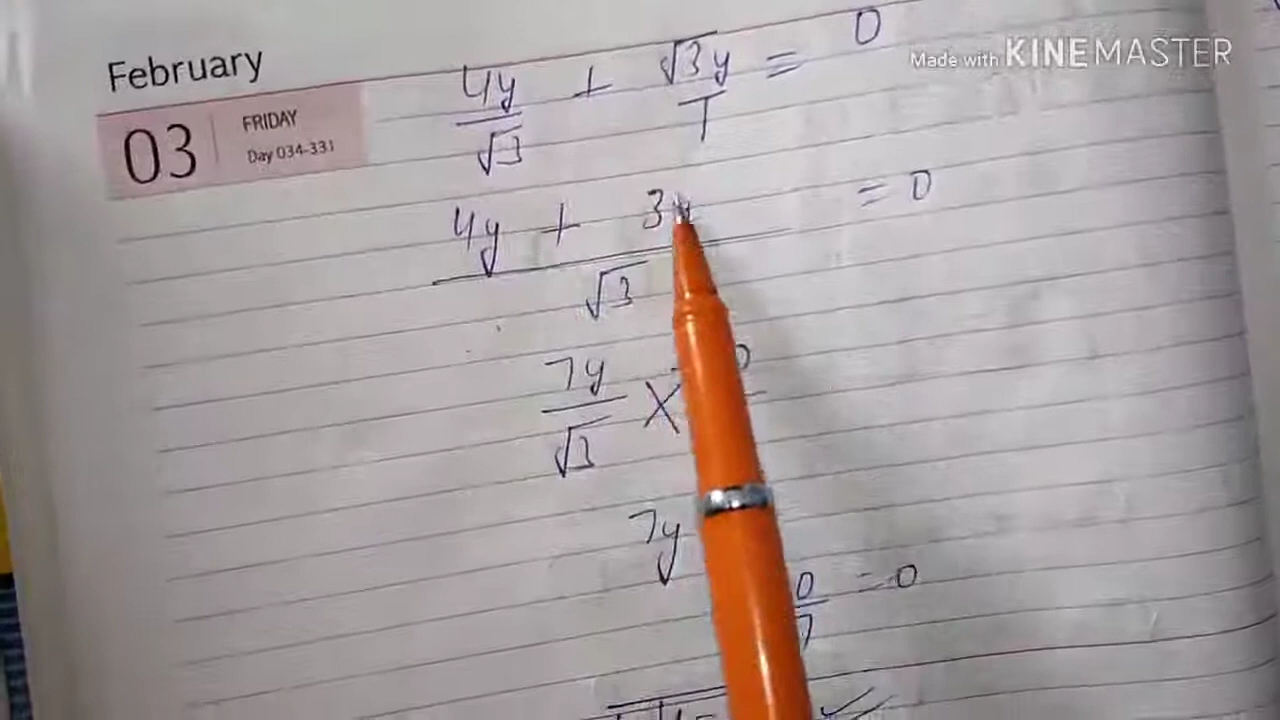 Made with KINEMASTER
February
03 FRIDAY
Day 034-331
4y/√3 + √3y/1 = 0
4y + 3y/√3 = 0
7y/√3 ×
7y
0/7 = 0